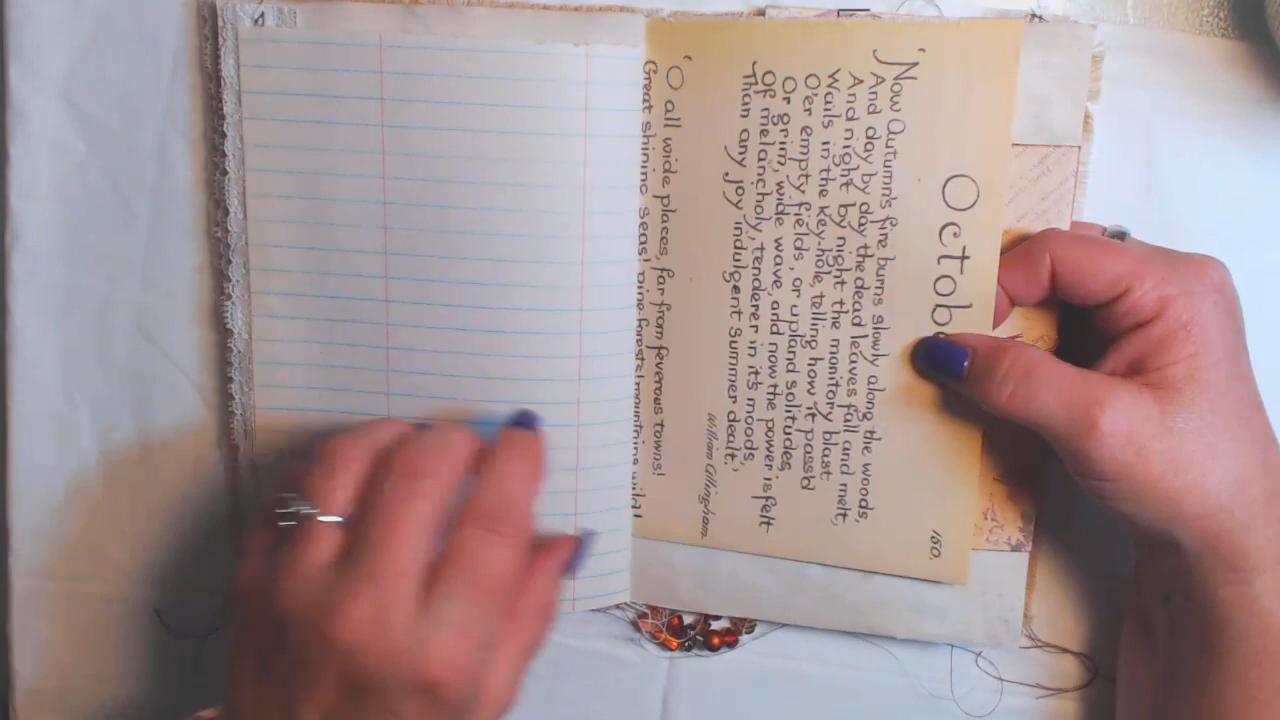 Octob
150.
'Now Autumn's fire burns slowly along the woods,
And day by day the dead leaves fall and melt,
And night by night the monitory blast
Wails in the key-hole, telling how it pass'd
O'er empty fields, or upland solitudes,
Or grim, wide wave, and now the power is felt
Of melancholy, tenderer in it's moods,
Than any joy indulgent Summer dealt.'
William Allingham.
'O all wide places, far from feverous towns!
Great shining seas! pine-forests! mountains wild!